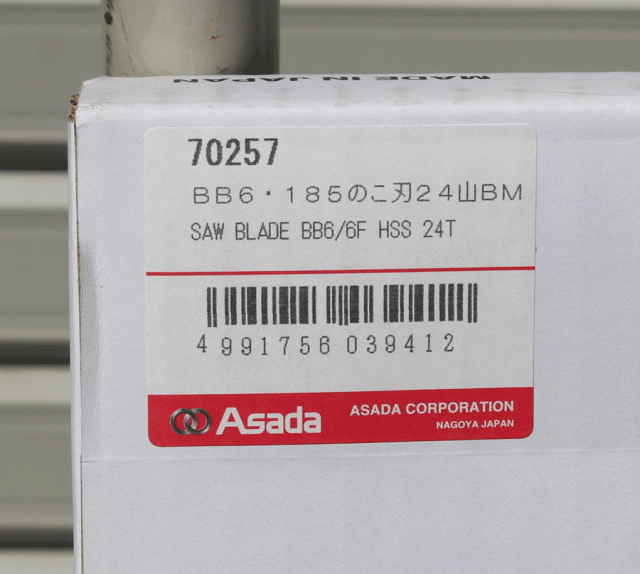 MADE IN JAPAN
70257
BB6・185のこ刃24山BM
SAW BLADE BB6/6F HSS 24T
4 991756 039412
Asada
ASADA CORPORATION
NAGOYA JAPAN